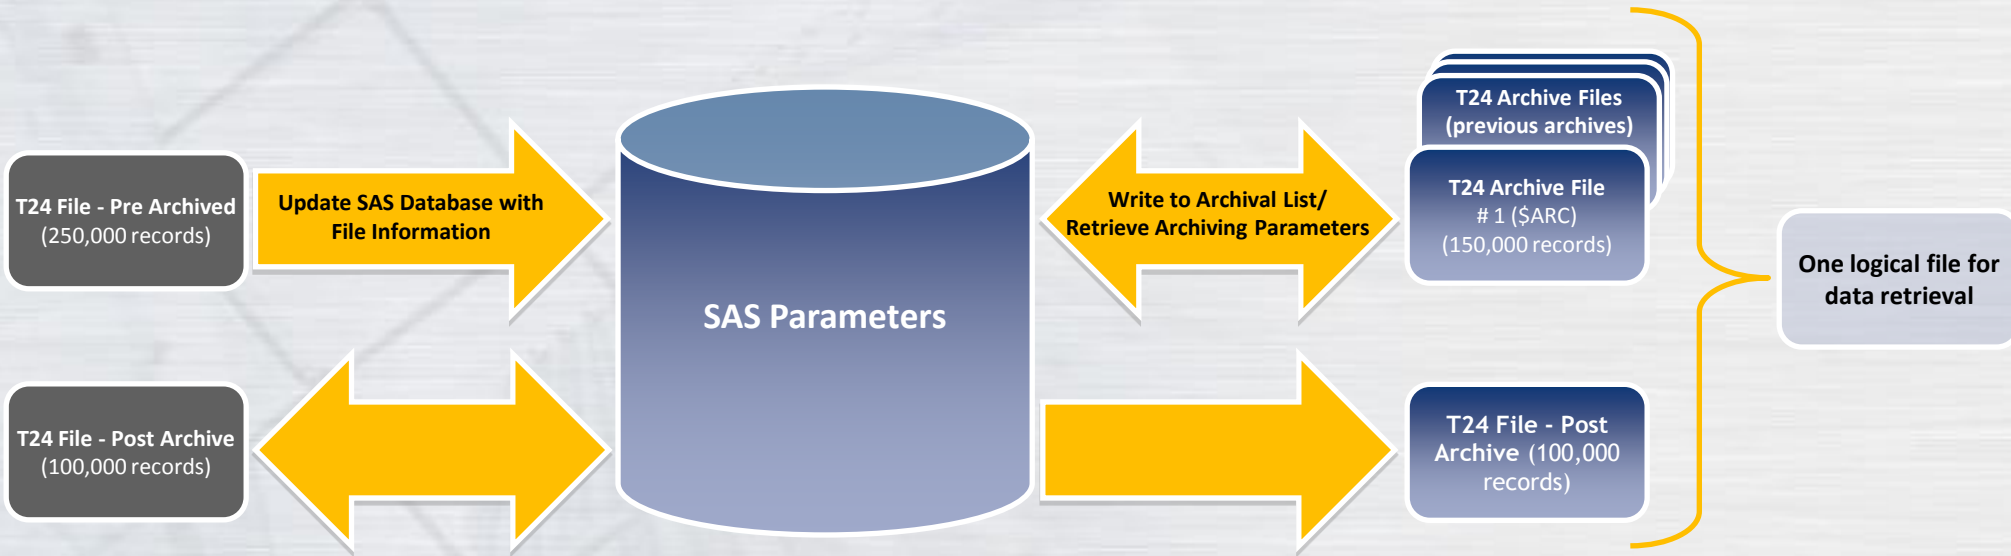 T24 File - Pre Archived
(250,000 records)
Update SAS Database with
File Information
SAS Parameters
Write to Archival List/
Retrieve Archiving Parameters
T24 Archive Files
(previous archives)
T24 Archive File
# 1 ($ARC)
(150,000 records)
One logical file for
data retrieval
T24 File - Post Archive
(100,000 records)
T24 File - Post
Archive (100,000
records)